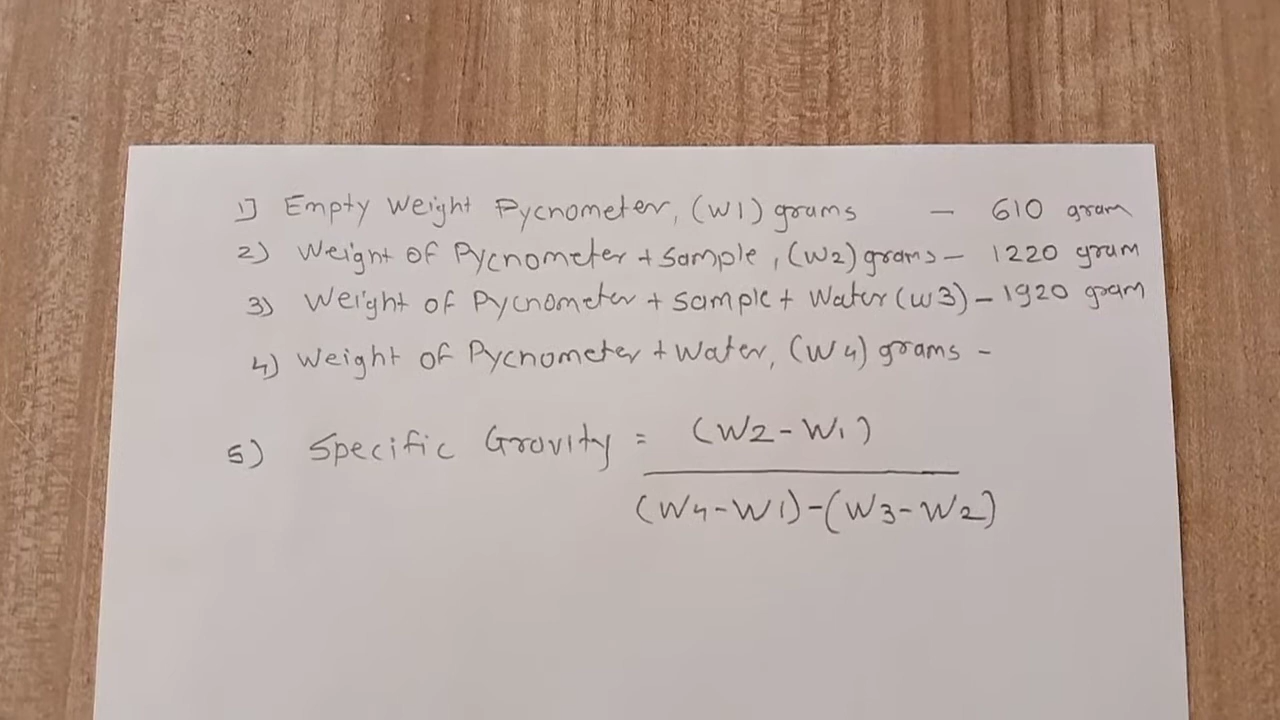 1) Empty Weight Pycnometer, (W1) grams - 610 gram
2) Weight of Pycnometer + Sample, (W2) grams - 1220 gram
3) Weight of Pycnometer + Sample + Water (W3) - 1920 gram
4) Weight of Pycnometer + Water, (W4) grams -
5) Specific Gravity = (W2-W1)
(W4-W1)-(W3-W2)